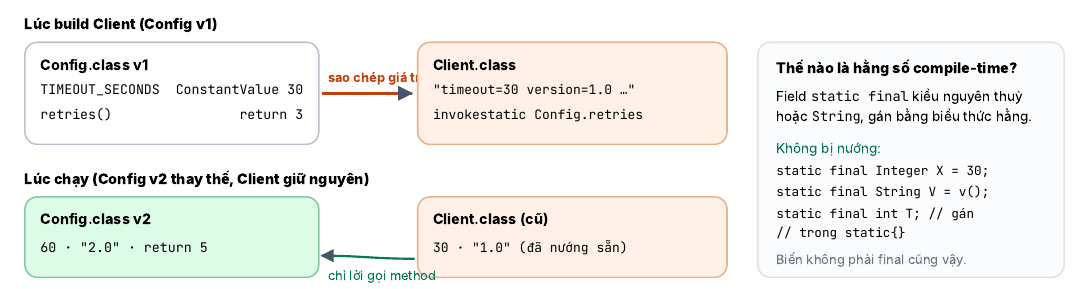 Lúc build Client (Config v1)
Config.class v1
TIMEOUT_SECONDS ConstantValue 30
retries() return 3
sao chép giá tr
Client.class
"timeout=30 version=1.0 …"
invokestatic Config.retries
Lúc chạy (Config v2 thay thế, Client giữ nguyên)
Config.class v2
60 · "2.0" · return 5
chỉ lời gọi method
Client.class (cũ)
30 · "1.0" (đã nướng sẵn)
Thế nào là hằng số compile-time?
Field static final kiểu nguyên thuỷ
hoặc String, gán bằng biểu thức hằng.
Không bị nướng:
static final Integer X = 30;
static final String V = v();
static final int T; // gán
// trong static{}
Biến không phải final cũng vậy.